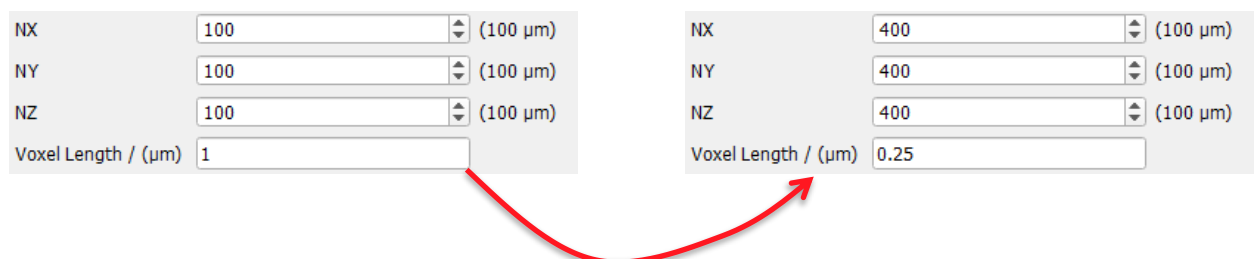 NX 100 (100 µm)
NY 100 (100 µm)
NZ 100 (100 µm)
Voxel Length / (µm) 1
NX 400 (100 µm)
NY 400 (100 µm)
NZ 400 (100 µm)
Voxel Length / (µm) 0.25